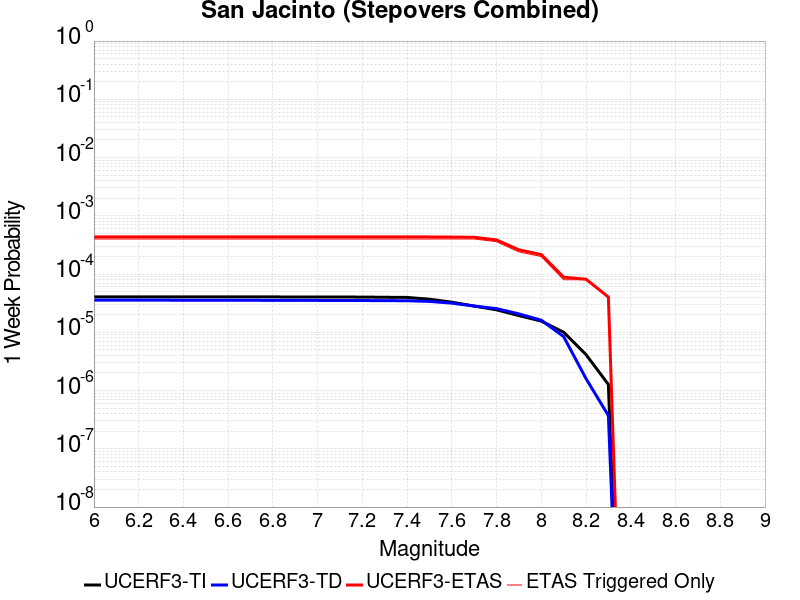 San Jacinto (Stepovers Combined)
10^0
10^-1
10^-2
10^-3
10^-4
10^-5
10^-6
10^-7
10^-8
1 Week Probability
6 6.2 6.4 6.6 6.8 7 7.2 7.4 7.6 7.8 8 8.2 8.4 8.6 8.8 9
Magnitude
UCERF3-TI UCERF3-TD UCERF3-ETAS ETAS Triggered Only